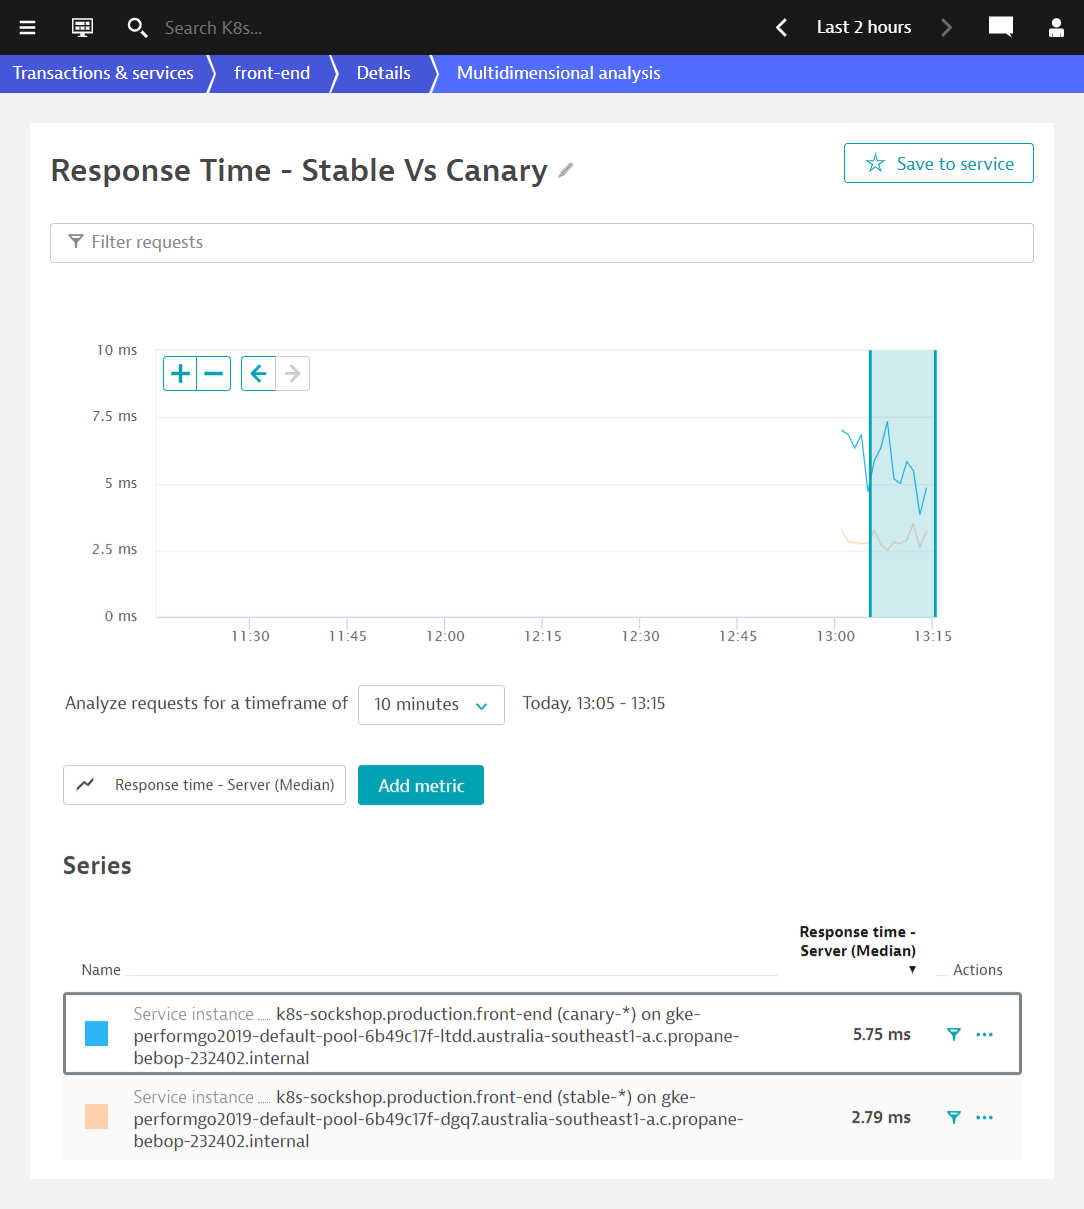 Search K8s...
Last 2 hours
Transactions & services
front-end
Details
Multidimensional analysis
Response Time - Stable Vs Canary
Save to service
Filter requests
10 ms
7.5 ms
5 ms
2.5 ms
0 ms
11:30
11:45
12:00
12:15
12:30
12:45
13:00
13:15
Analyze requests for a timeframe of
10 minutes
Today, 13:05 - 13:15
Response time - Server (Median)
Add metric
Series
Name
Response time -
Server (Median)
▼
Actions
Service instance .... k8s-sockshop.production.front-end (canary-*) on gke-
performgo2019-default-pool-6b49c17f-ltdd.australia-southeast1-a.c.propane-
bebop-232402.internal
5.75 ms
Service instance .... k8s-sockshop.production.front-end (stable-*) on gke-
performgo2019-default-pool-6b49c17f-dgq7.australia-southeast1-a.c.propane-
bebop-232402.internal
2.79 ms